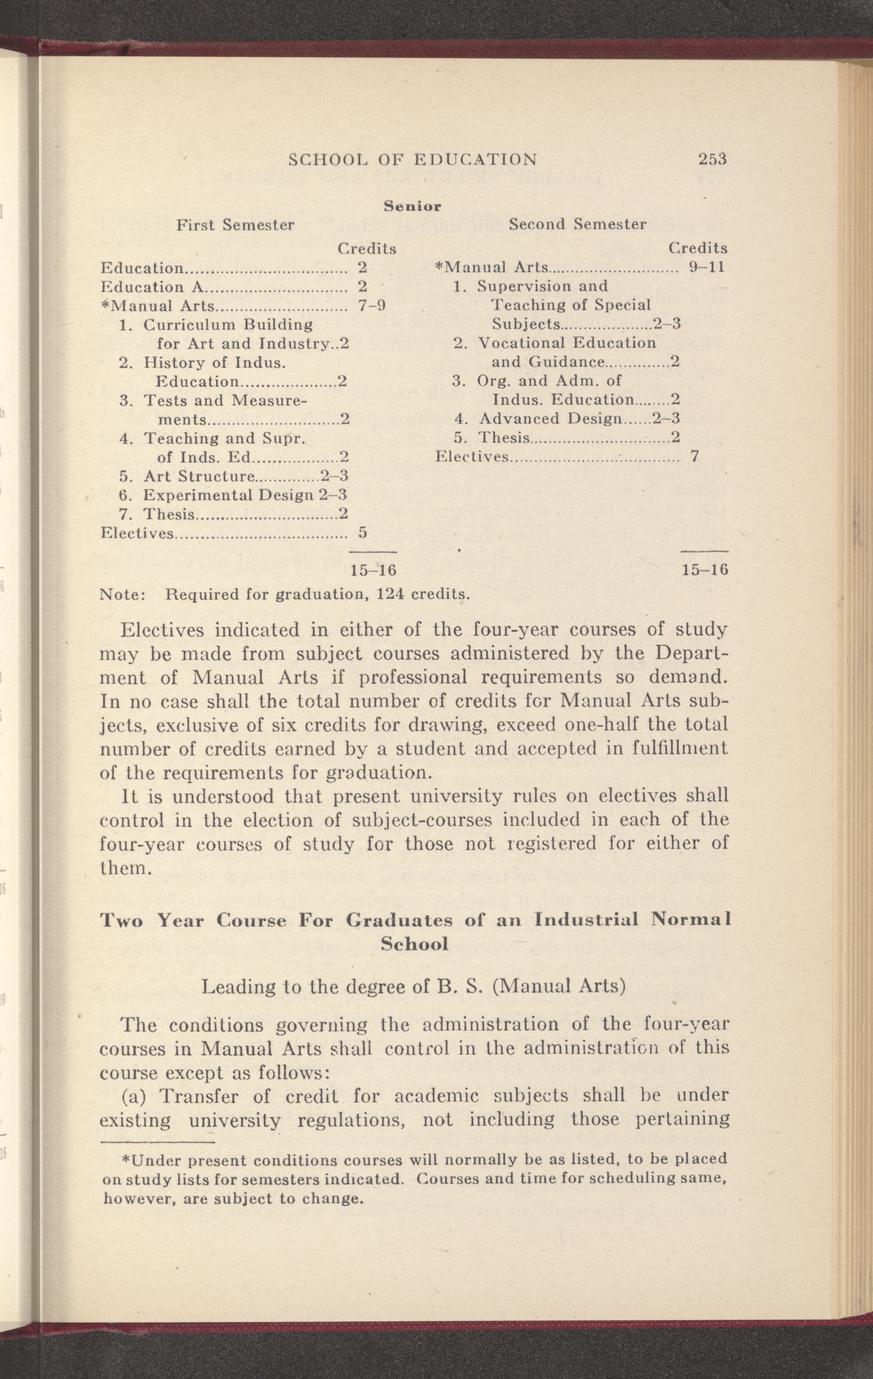 SCHOOL OF EDUCATION 253
Senior
First Semester
Credits
Education................................ 2
Education A............................ 2
*Manual Arts.......................... 7–9
1. Curriculum Building
for Art and Industry..2
2. History of Indus.
Education...................2
3. Tests and Measure-
ments..........................2
4. Teaching and Supr.
of Inds. Ed.................2
5. Art Structure.............2–3
6. Experimental Design 2–3
7. Thesis............................2
Electives.................................. 5
15–16
Second Semester
Credits
*Manual Arts......................... 9–11
1. Supervision and
Teaching of Special
Subjects...................2–3
2. Vocational Education
and Guidance.............2
3. Org. and Adm. of
Indus. Education........2
4. Advanced Design......2–3
5. Thesis............................2
Electives................................. 7
15–16
Note: Required for graduation, 124 credits.
Electives indicated in either of the four-year courses of study
may be made from subject courses administered by the Depart-
ment of Manual Arts if professional requirements so demand.
In no case shall the total number of credits for Manual Arts sub-
jects, exclusive of six credits for drawing, exceed one-half the total
number of credits earned by a student and accepted in fulfillment
of the requirements for graduation.
It is understood that present university rules on electives shall
control in the election of subject-courses included in each of the
four-year courses of study for those not registered for either of
them.
Two Year Course For Graduates of an Industrial Normal
School
Leading to the degree of B. S. (Manual Arts)
The conditions governing the administration of the four-year
courses in Manual Arts shall control in the administration of this
course except as follows:
(a) Transfer of credit for academic subjects shall be under
existing university regulations, not including those pertaining
*Under present conditions courses will normally be as listed, to be placed
on study lists for semesters indicated. Courses and time for scheduling same,
however, are subject to change.